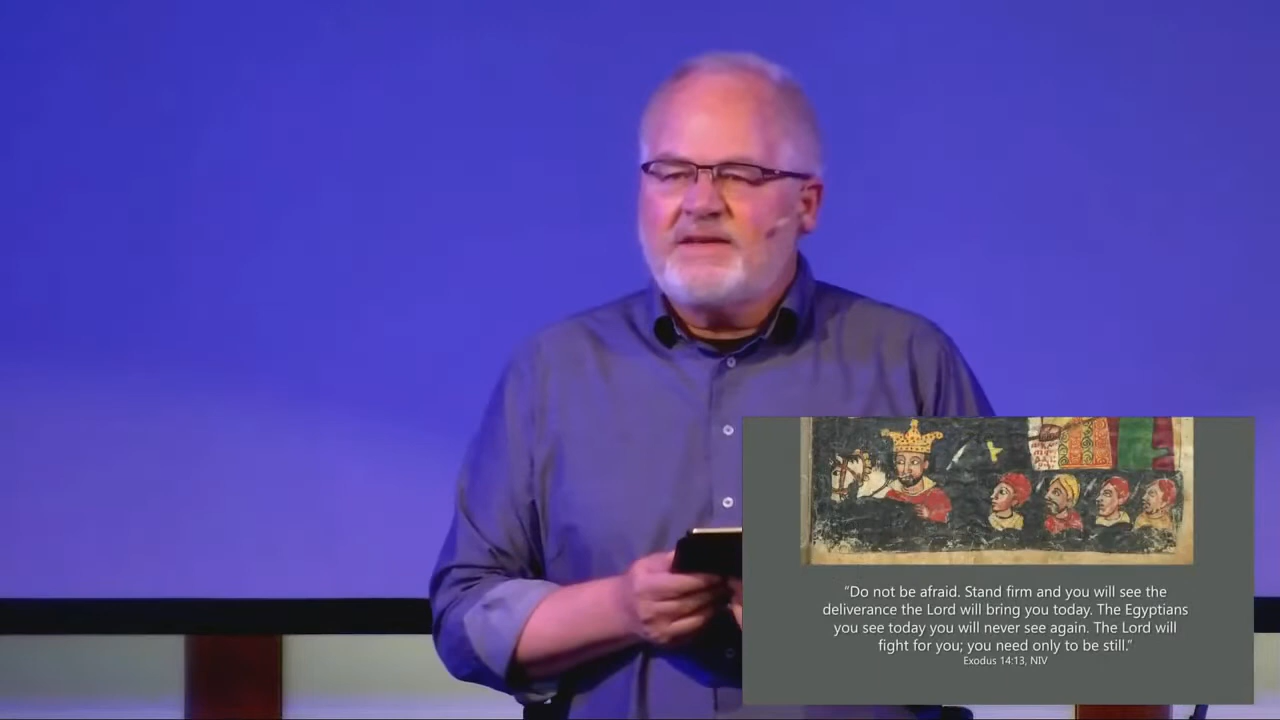 “Do not be afraid. Stand firm and you will see the
deliverance the Lord will bring you today. The Egyptians
you see today you will never see again. The Lord will
fight for you; you need only to be still.”
Exodus 14:13, NIV